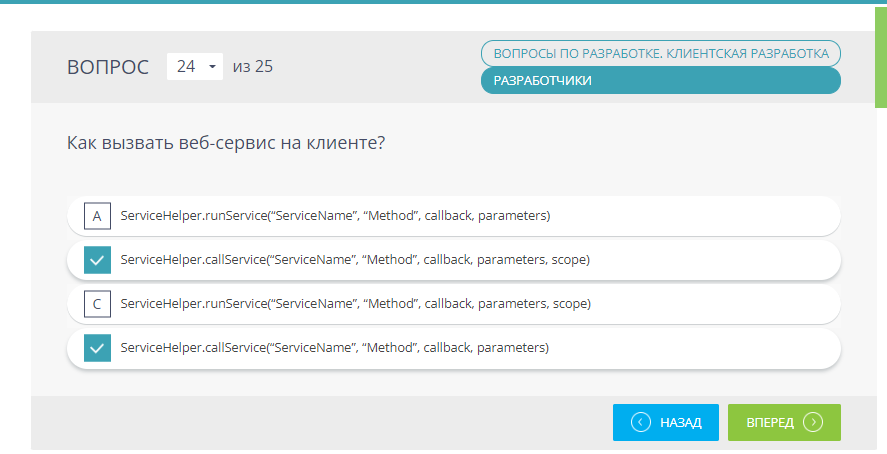 ВОПРОС 24 из 25
ВОПРОСЫ ПО РАЗРАБОТКЕ. КЛИЕНТСКАЯ РАЗРАБОТКА
РАЗРАБОТЧИКИ
Как вызвать веб-сервис на клиенте?
A ServiceHelper.runService(“ServiceName”, “Method”, callback, parameters)
ServiceHelper.callService(“ServiceName”, “Method”, callback, parameters, scope)
C ServiceHelper.runService(“ServiceName”, “Method”, callback, parameters, scope)
ServiceHelper.callService(“ServiceName”, “Method”, callback, parameters)
НАЗАД ВПЕРЕД